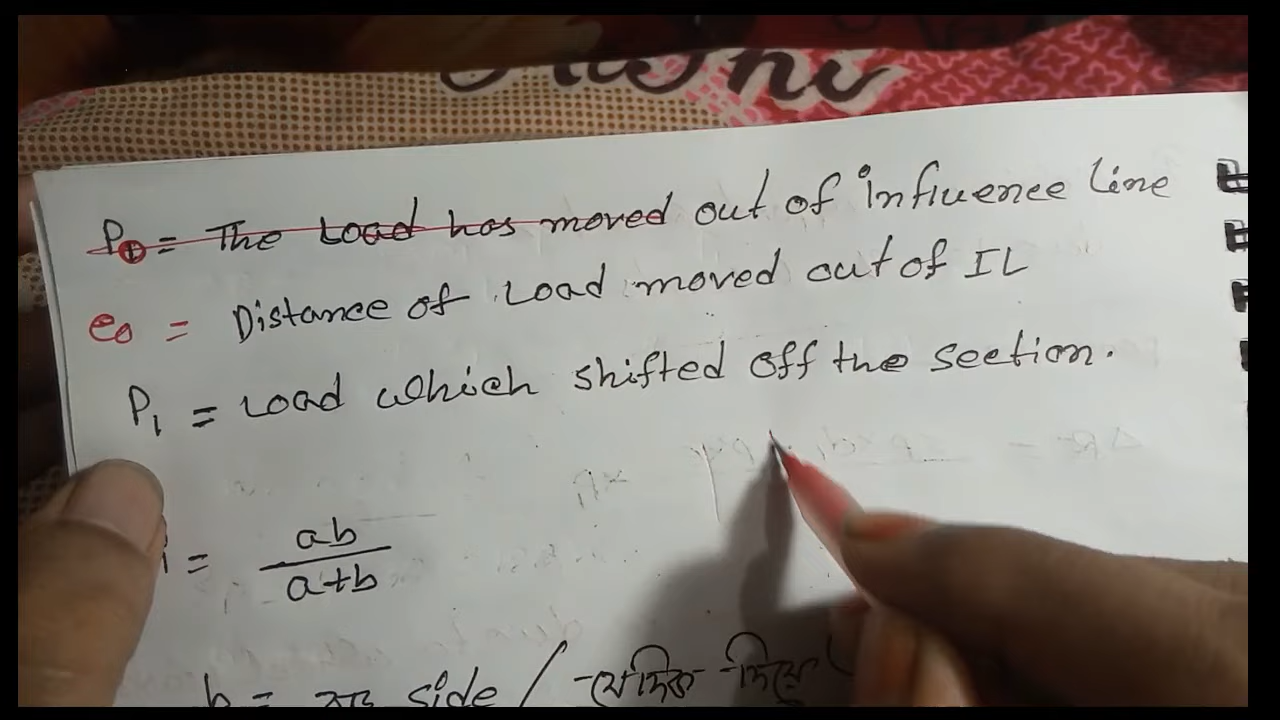 P₁ = The Load has moved out of Influence Line
e₀ = Distance of Load moved out of IL
P₁ = Load which shifted off the section.
= ab / a+b
b = side / যেদিক দিয়ে